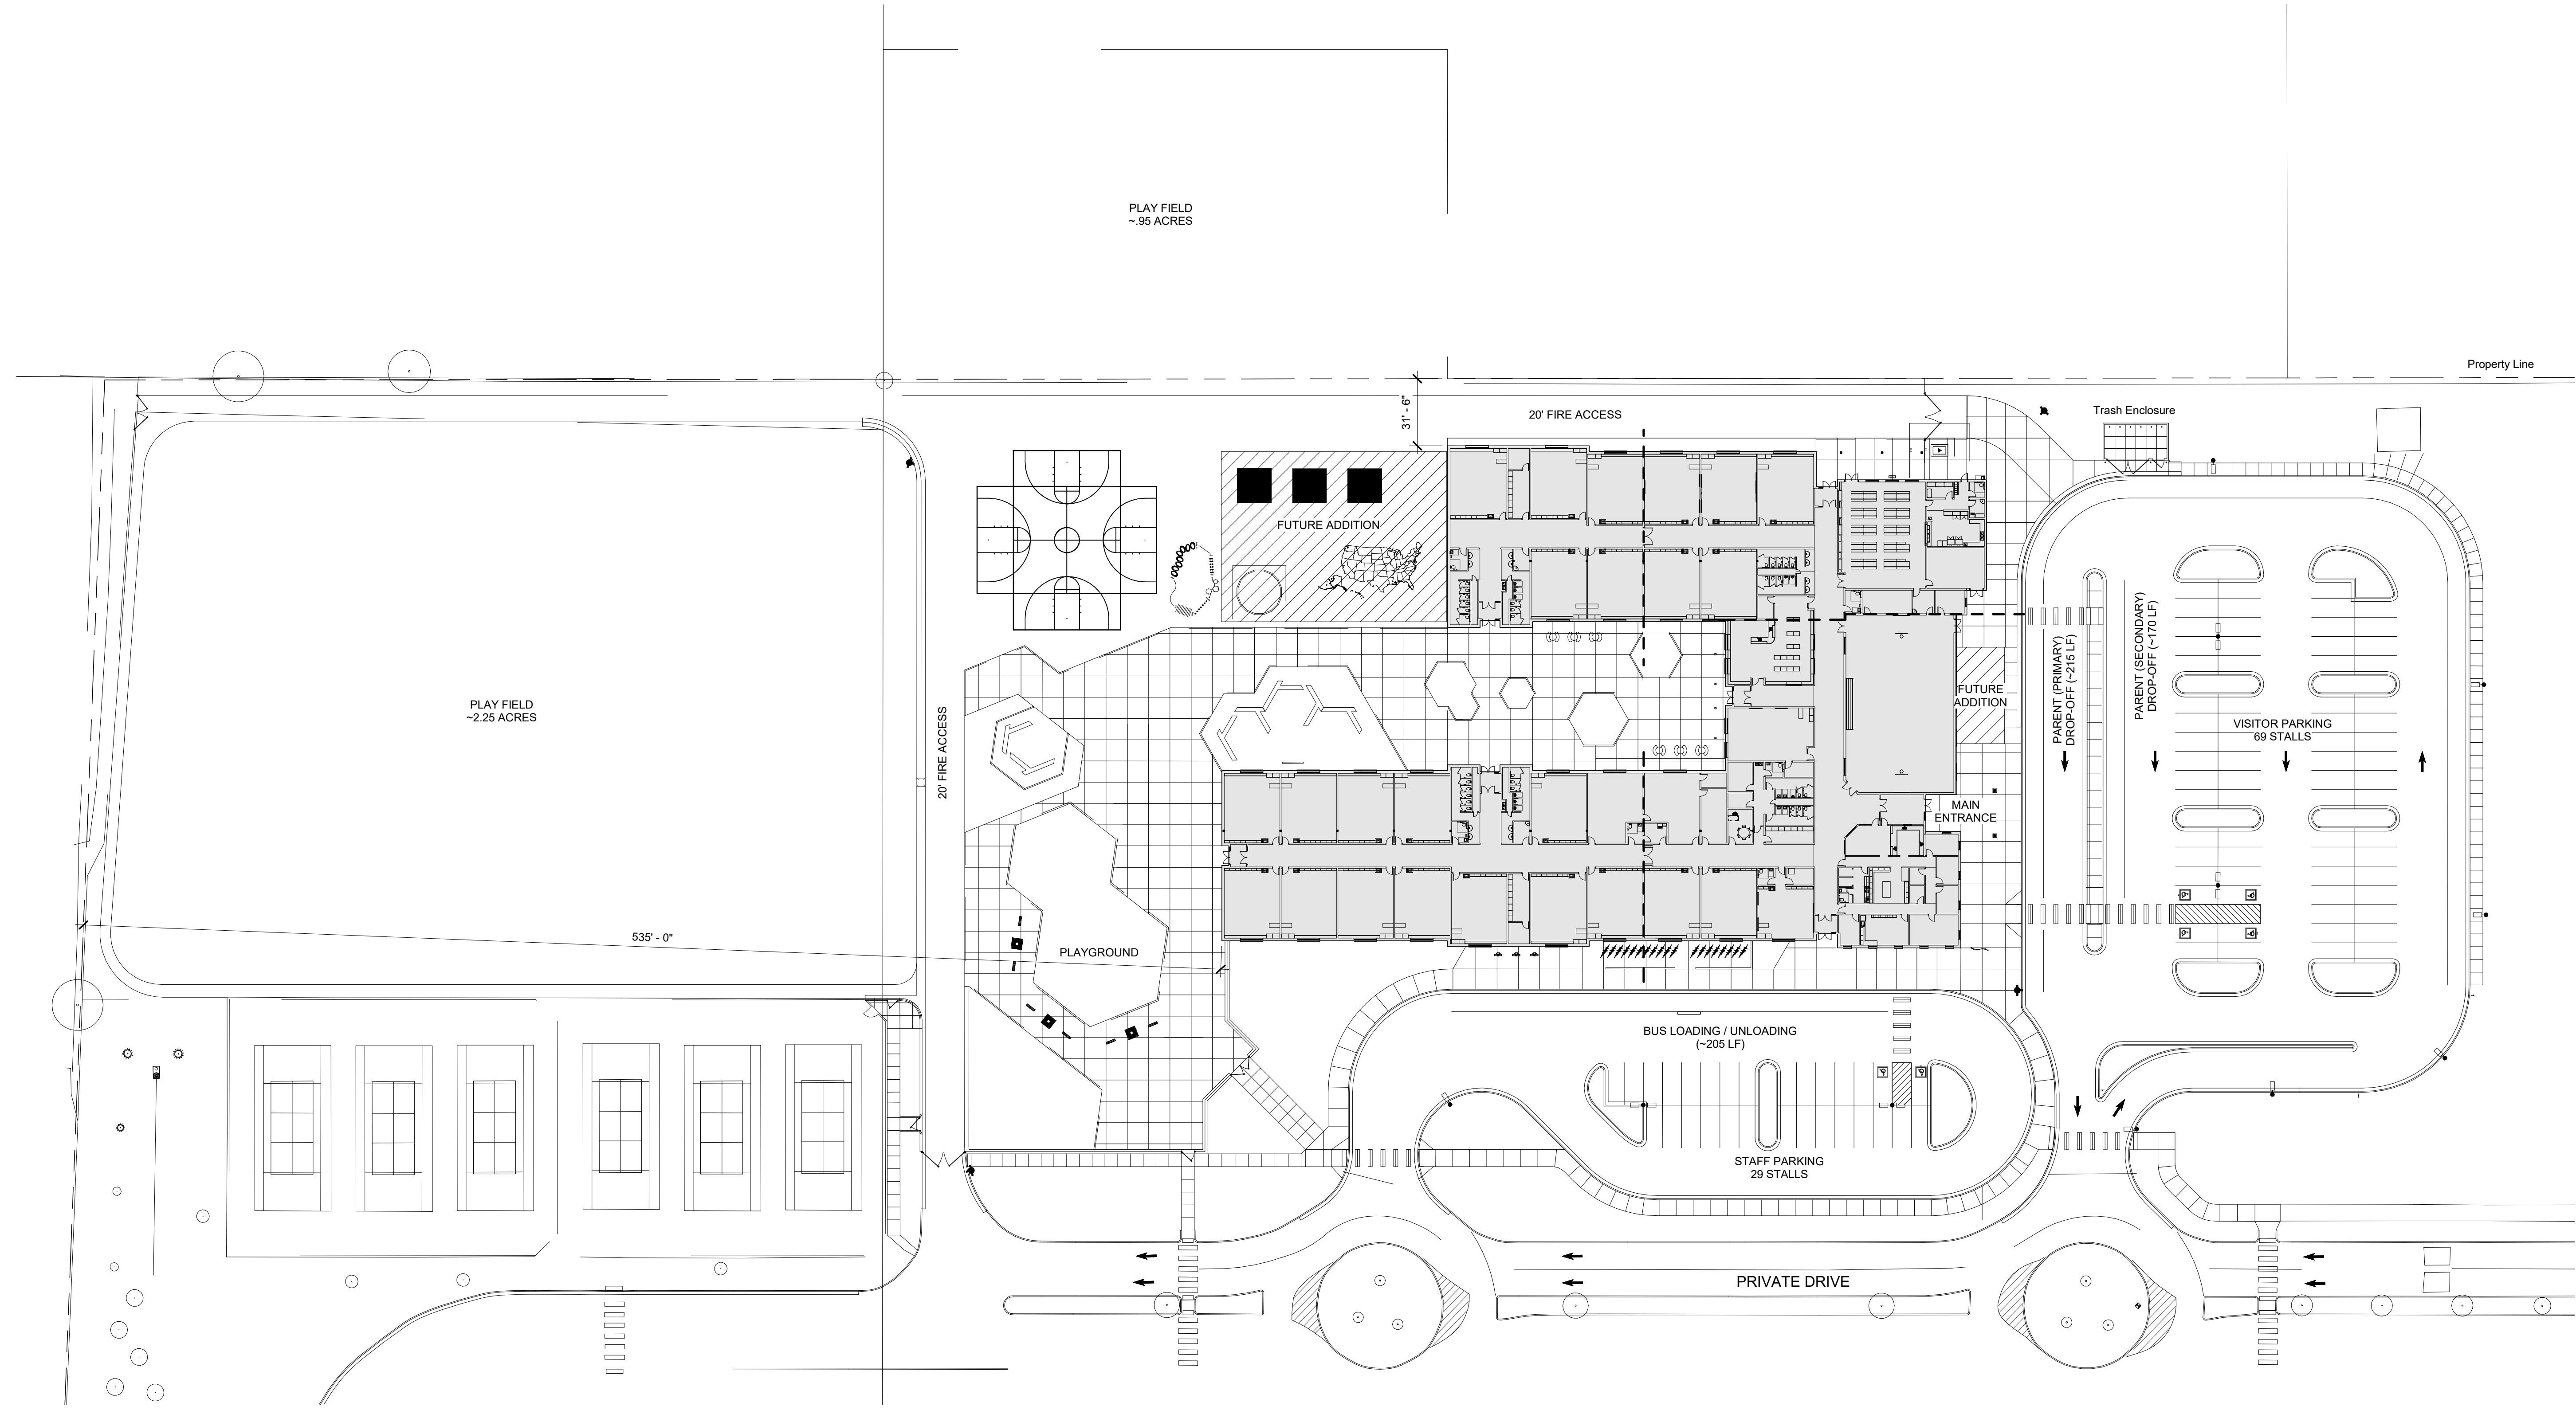 PLAY FIELD
~.95 ACRES
Property Line
31' - 6"
20' FIRE ACCESS
Trash Enclosure
FUTURE ADDITION
PLAY FIELD
~2.25 ACRES
20' FIRE ACCESS
FUTURE
ADDITION
PARENT (PRIMARY)
DROP-OFF (~215 LF)
PARENT (SECONDARY)
DROP-OFF (~170 LF)
VISITOR PARKING
69 STALLS
MAIN
ENTRANCE
535' - 0"
PLAYGROUND
BUS LOADING / UNLOADING
(~205 LF)
STAFF PARKING
29 STALLS
PRIVATE DRIVE